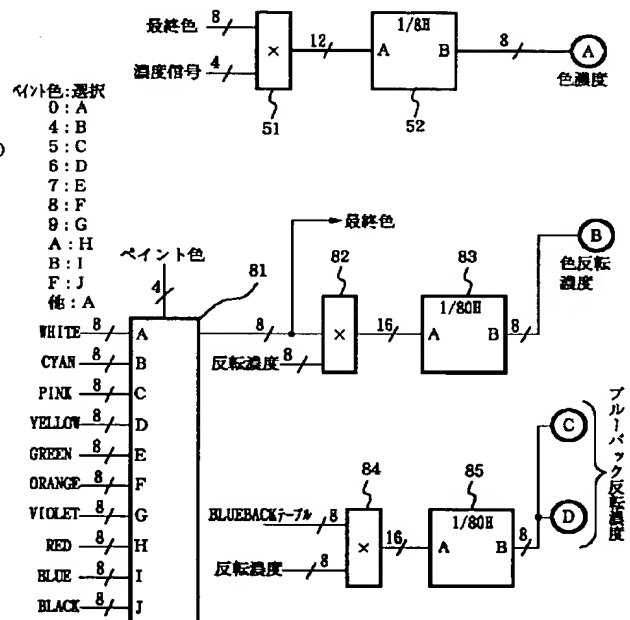 最終色 8
濃度信号 4
×
51
12
1/8H
A B
52
8
A
色濃度
ペイント色:選択
0:A
4:B
5:C
6:D
7:E
8:F
9:G
A:H
B:I
F:J
他:A
)
ペイント色
4
81
WHITE 8 A
CYAN 8 B
PINK 8 C
YELLOW 8 D
GREEN 8 E
ORANGE 8 F
VIOLET 8 G
RED 8 H
BLUE 8 I
BLACK 8 J
8
最終色
82
×
反転濃度 8
16
83
1/80H
A B
8
B
色反転
濃度
84
BLUEBACKテーブル 8
×
反転濃度 8
16
85
1/80H
A B
8
C
D
ブルーバック反転濃度